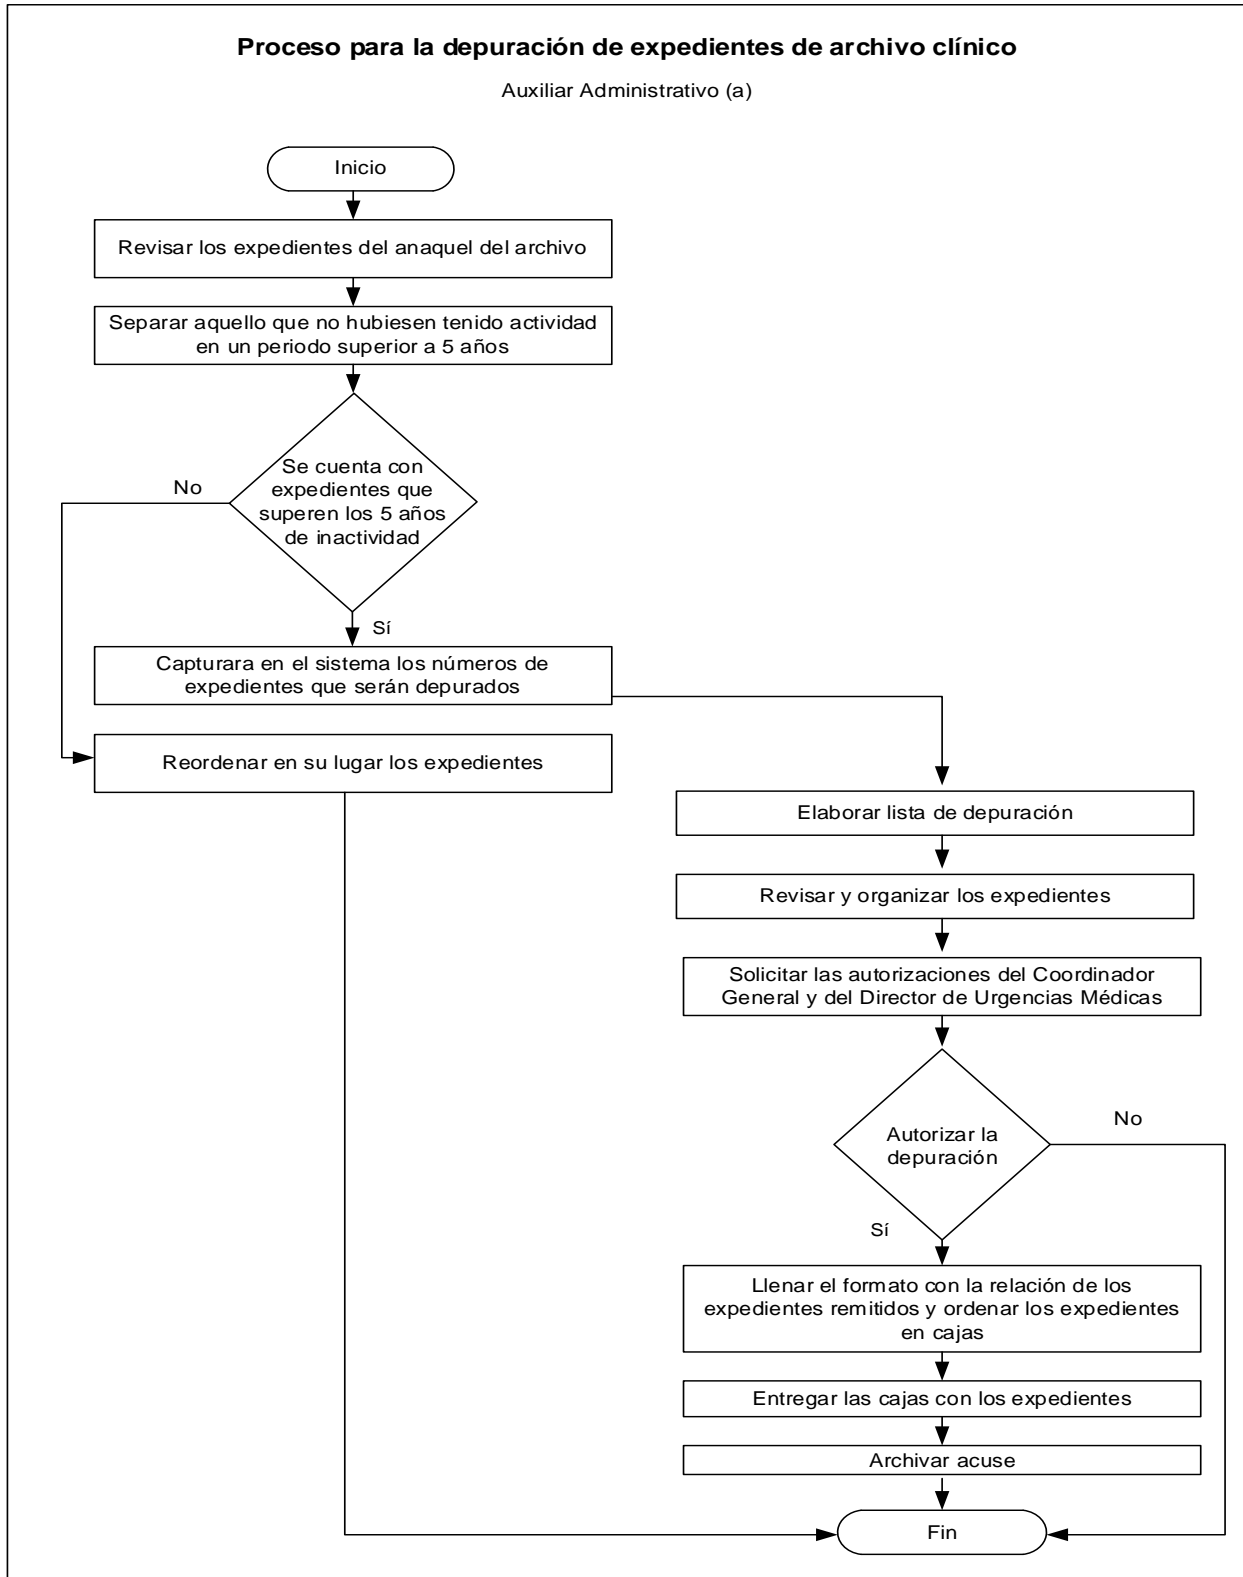 Proceso para la depuración de expedientes de archivo clínico
Auxiliar Administrativo (a)
Inicio
Revisar los expedientes del anaquel del archivo
Separar aquello que no hubiesen tenido actividad
en un periodo superior a 5 años
Se cuenta con
expedientes que
superen los 5 años
de inactividad
No
Sí
Capturara en el sistema los números de
expedientes que serán depurados
Reordenar en su lugar los expedientes
Elaborar lista de depuración
Revisar y organizar los expedientes
Solicitar las autorizaciones del Coordinador
General y del Director de Urgencias Médicas
Autorizar la
depuración
No
Sí
Llenar el formato con la relación de los
expedientes remitidos y ordenar los expedientes
en cajas
Entregar las cajas con los expedientes
Archivar acuse
Fin